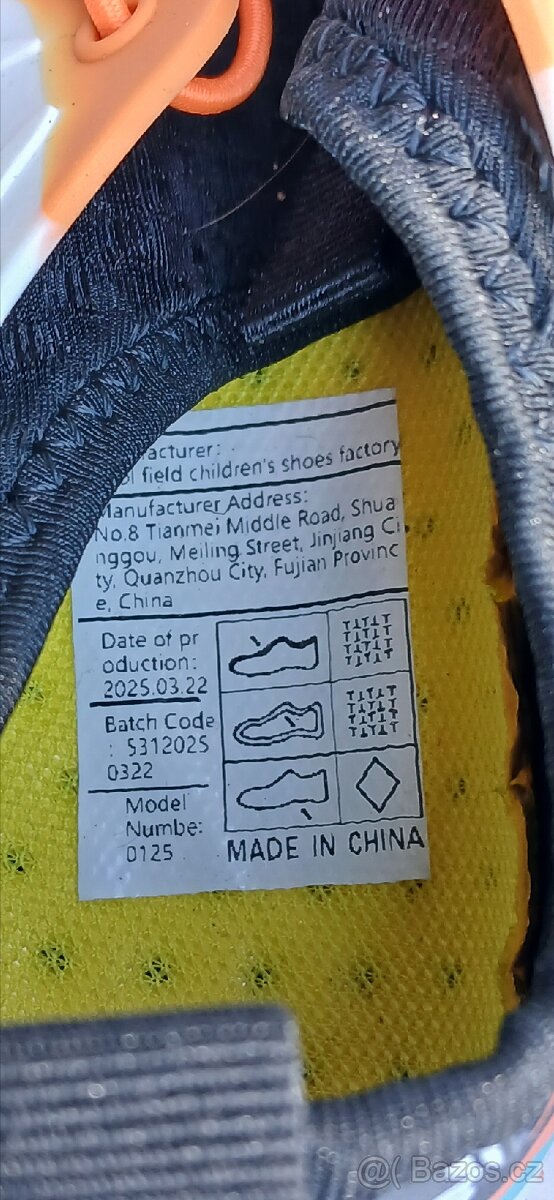 acturer:
field children's shoes factory
Manufacturer Address:
No.8 Tianmei Middle Road, Shua
nggou, Meiling Street, Jinjiang Ci
ty, Quanzhou City, Fujian Provinc
e, China
Date of pr
oduction:
2025.03.22
Batch Code
: S312025
0322
Model
Numbe:
0125
MADE IN CHINA
@( Bazos.cz